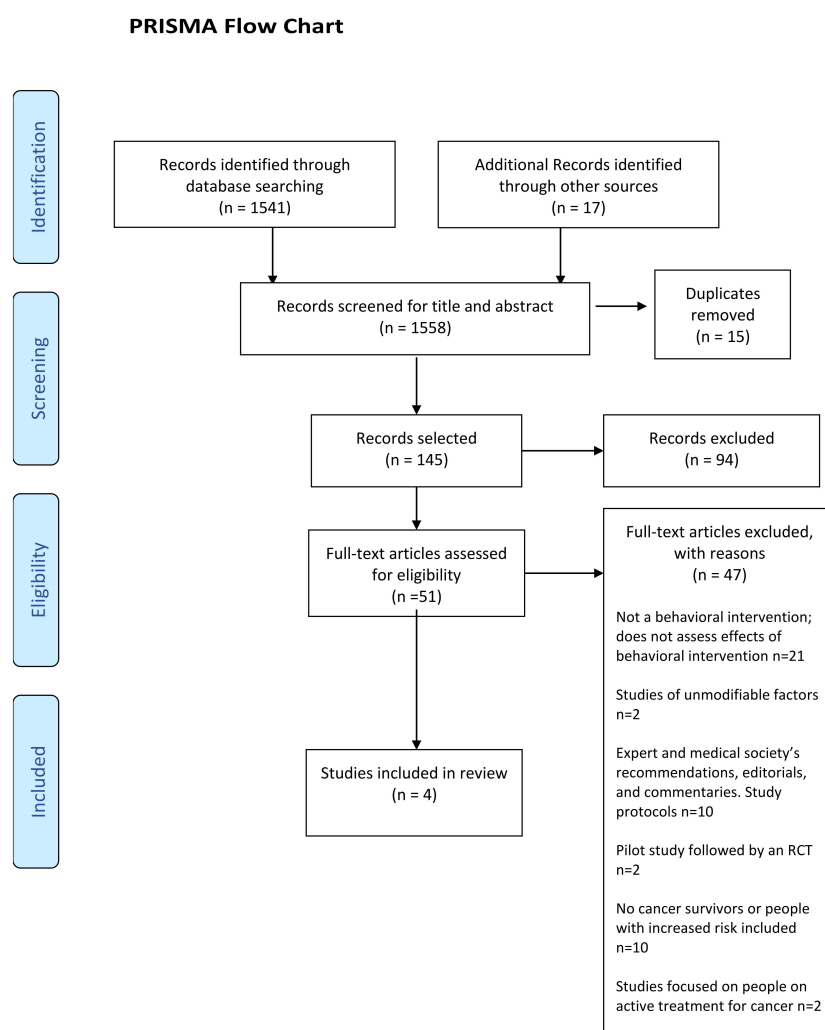 PRISMA Flow Chart
Identification
Records identified through
database searching
(n = 1541)
Additional Records identified
through other sources
(n = 17)
Screening
Records screened for title and abstract
(n = 1558)
Duplicates
removed
(n = 15)
Records selected
(n = 145)
Records excluded
(n = 94)
Eligibility
Full-text articles assessed
for eligibility
(n =51)
Full-text articles excluded,
with reasons
(n = 47)
Not a behavioral intervention;
does not assess effects of
behavioral intervention n=21
Studies of unmodifiable factors
n=2
Expert and medical society’s
recommendations, editorials,
and commentaries. Study
protocols n=10
Pilot study followed by an RCT
n=2
No cancer survivors or people
with increased risk included
n=10
Studies focused on people on
active treatment for cancer n=2
Included
Studies included in review
(n = 4)